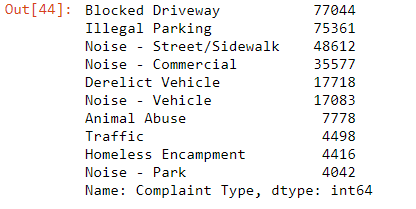 Out[44]: Blocked Driveway 77044
Illegal Parking 75361
Noise - Street/Sidewalk 48612
Noise - Commercial 35577
Derelict Vehicle 17718
Noise - Vehicle 17083
Animal Abuse 7778
Traffic 4498
Homeless Encampment 4416
Noise - Park 4042
Name: Complaint Type, dtype: int64